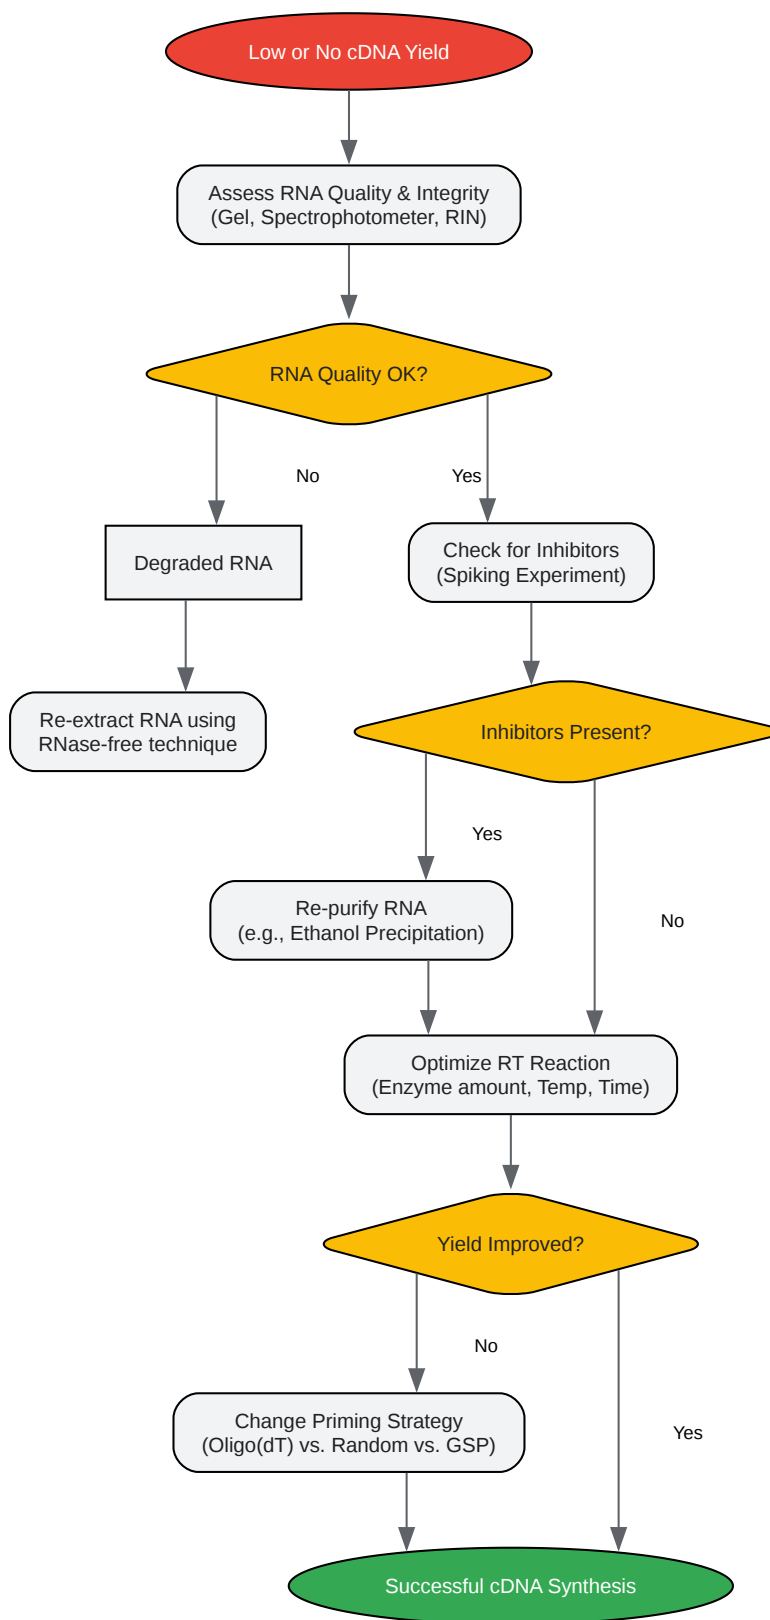 Low or No cDNA Yield
Assess RNA Quality & Integrity
(Gel, Spectrophotometer, RIN)
RNA Quality OK?
No
Yes
Degraded RNA
Check for Inhibitors
(Spiking Experiment)
Re-extract RNA using
RNase-free technique
Inhibitors Present?
Yes
Re-purify RNA
(e.g., Ethanol Precipitation)
No
Optimize RT Reaction
(Enzyme amount, Temp, Time)
Yield Improved?
No
Change Priming Strategy
(Oligo(dT) vs. Random vs. GSP)
Yes
Successful cDNA Synthesis